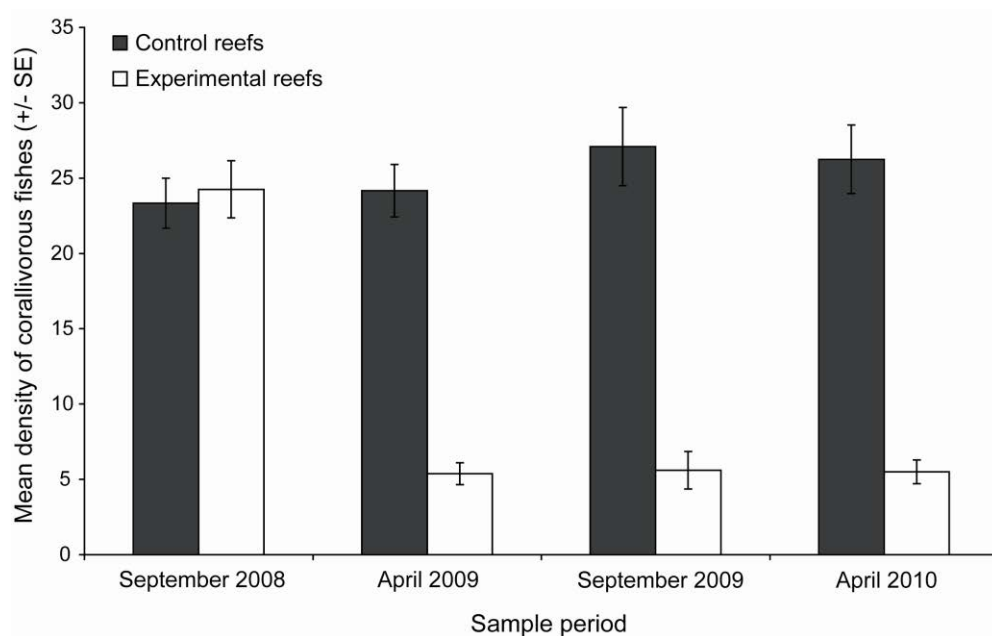 Mean density of corallivorous fishes (+/- SE)
35
30
25
20
15
10
5
0
Control reefs
Experimental reefs
September 2008
April 2009
September 2009
April 2010
Sample period